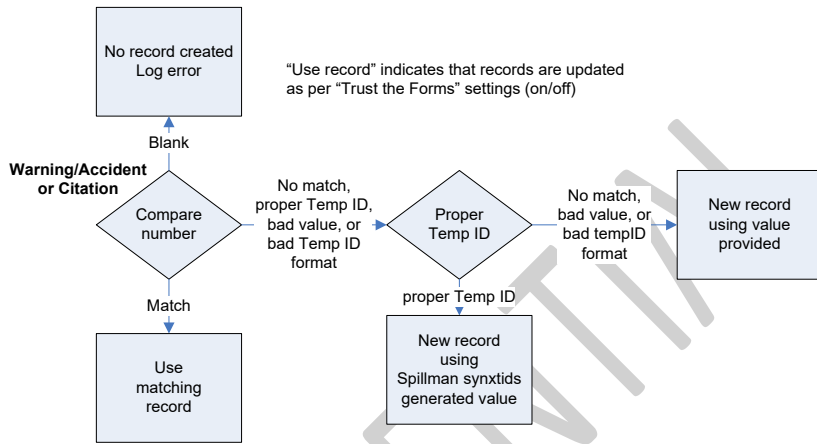 No record created
Log error
“Use record” indicates that records are updated
as per “Trust the Forms” settings (on/off)
Blank
Warning/Accident
or Citation
Compare
number
No match,
proper Temp ID,
bad value, or
bad Temp ID
format
Proper
Temp ID
No match,
bad value, or
bad tempID
format
New record
using value
provided
Match
proper Temp ID
Use
matching
record
New record
using
Spillman synxtids
generated value